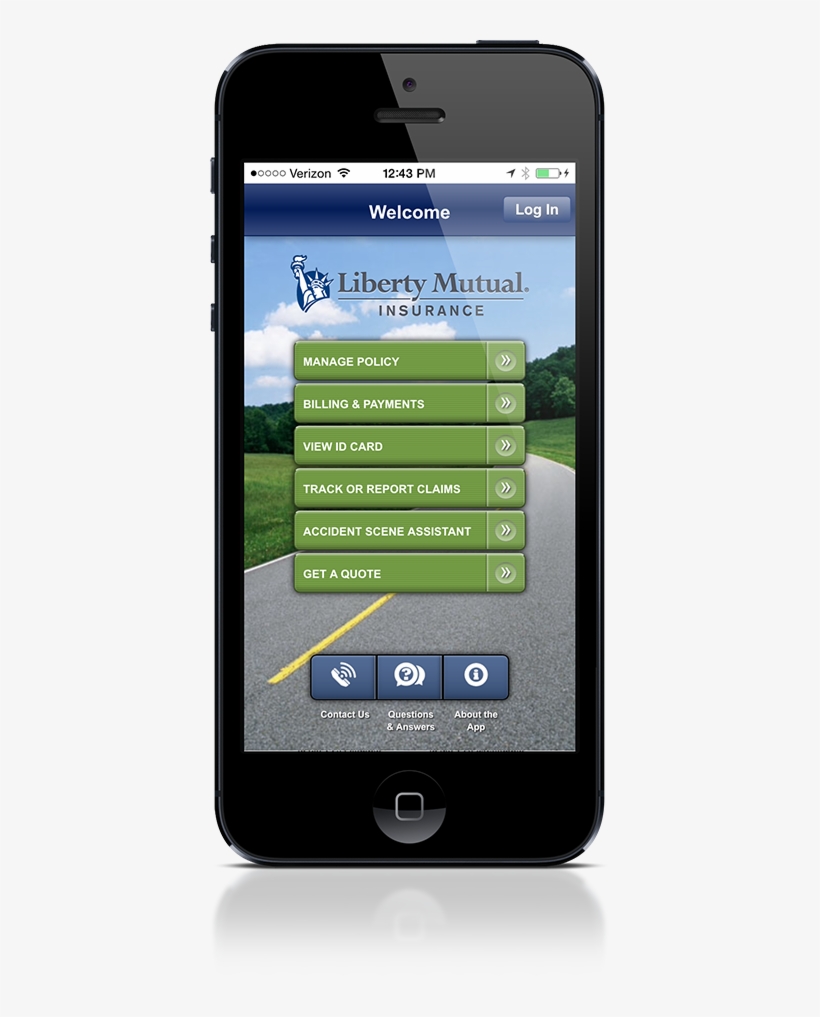 Verizon 12:43 PM
Welcome
Log In
Liberty Mutual®
INSURANCE
MANAGE POLICY
BILLING & PAYMENTS
VIEW ID CARD
TRACK OR REPORT CLAIMS
ACCIDENT SCENE ASSISTANT
GET A QUOTE
Contact Us
Questions
& Answers
About the
App